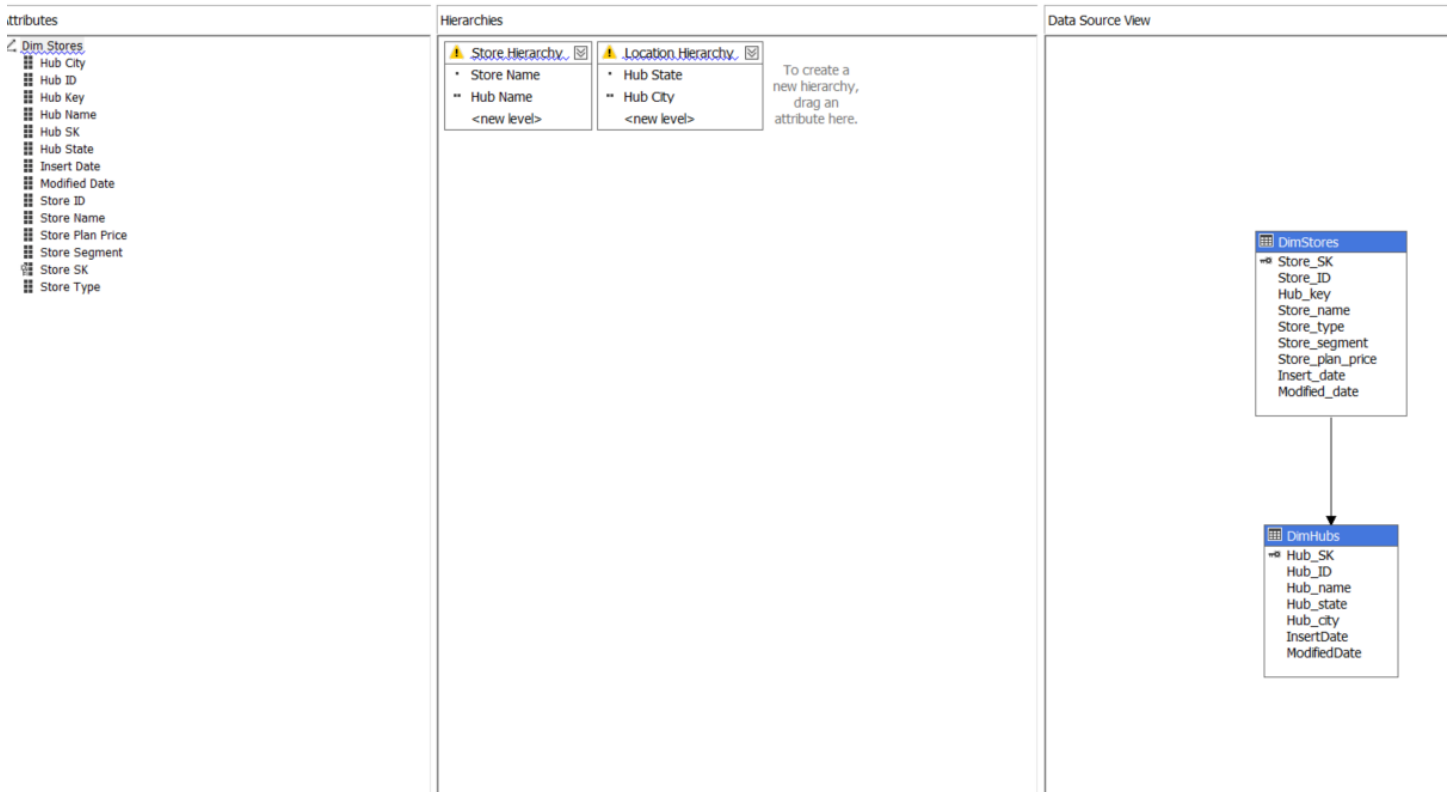 ttributes
Dim Stores
Hub City
Hub ID
Hub Key
Hub Name
Hub SK
Hub State
Insert Date
Modified Date
Store ID
Store Name
Store Plan Price
Store Segment
Store SK
Store Type
Hierarchies
Store Hierarchy
Store Name
Hub Name
<new level>
Location Hierarchy
Hub State
Hub City
<new level>
To create a
new hierarchy,
drag an
attribute here.
Data Source View
DimStores
Store_SK
Store_ID
Hub_key
Store_name
Store_type
Store_segment
Store_plan_price
Insert_date
Modified_date
DimHubs
Hub_SK
Hub_ID
Hub_name
Hub_state
Hub_city
InsertDate
ModifiedDate